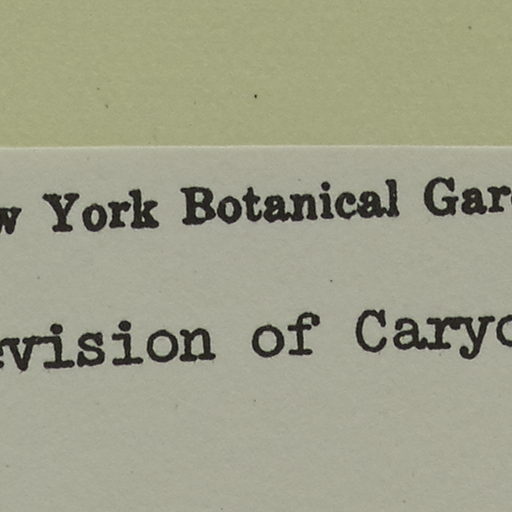 w York Botanical Gar
evision of Caryo